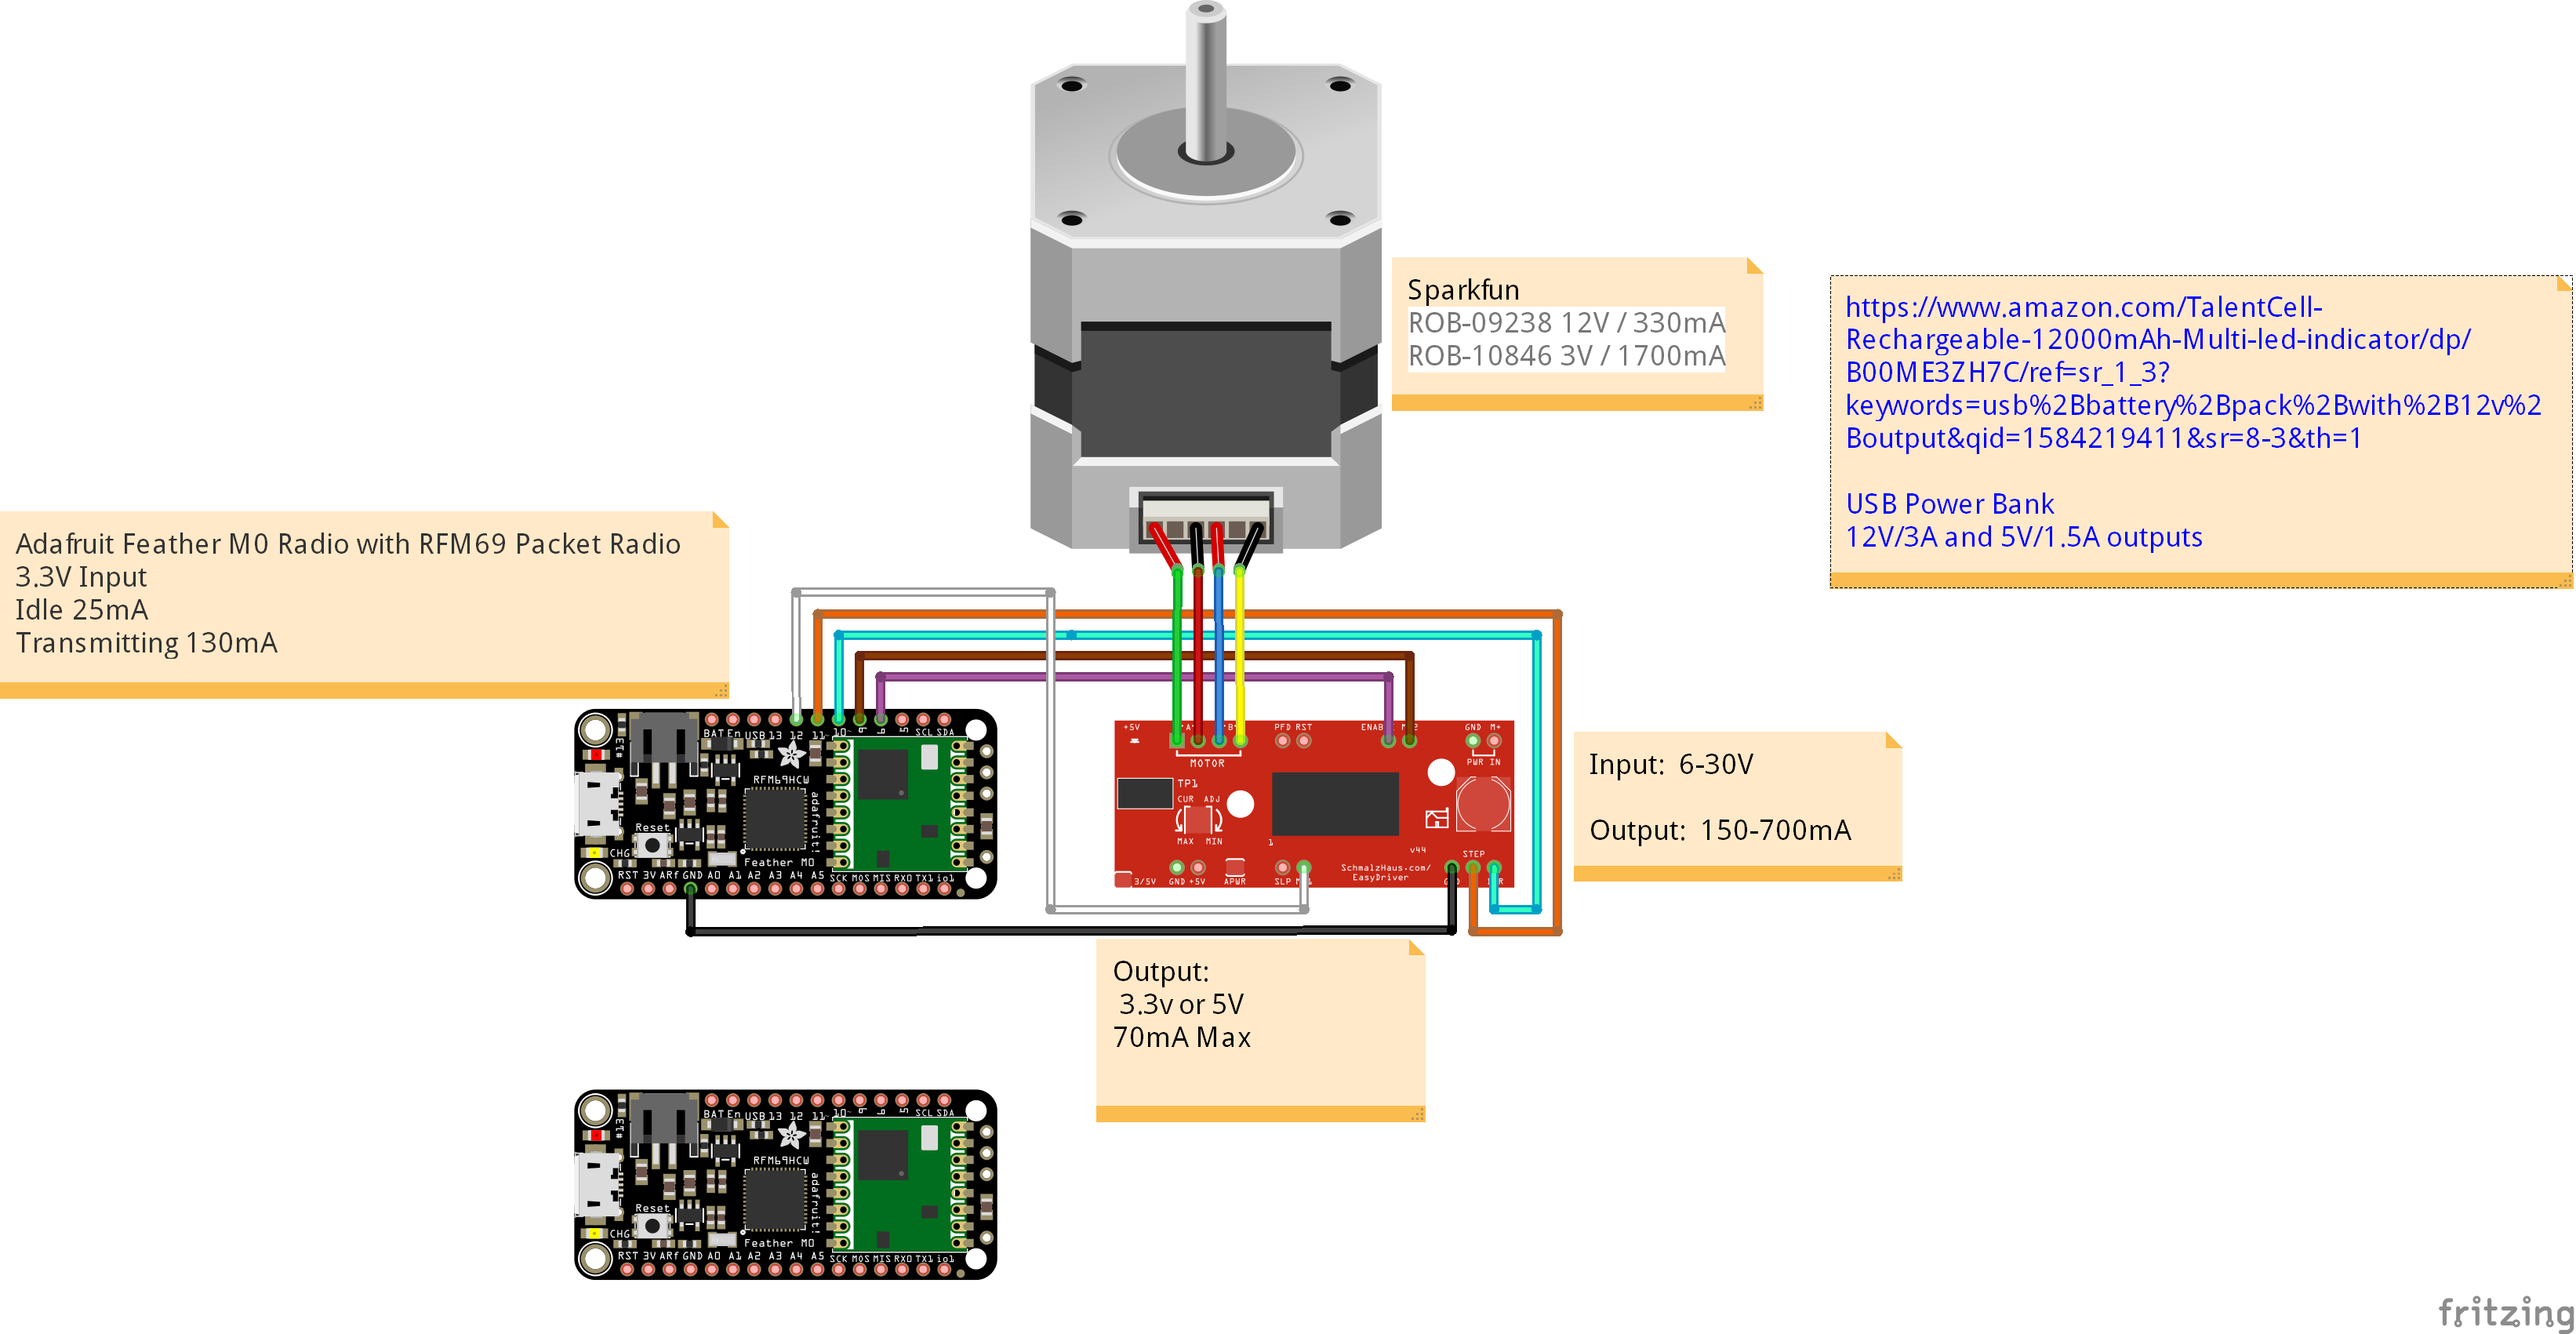 Sparkfun
ROB-09238 12V / 330mA
ROB-10846 3V / 1700mA
https://www.amazon.com/TalentCell-
Rechargeable-12000mAh-Multi-led-indicator/dp/
B00ME3ZH7C/ref=sr_1_3?
keywords=usb%2Bbattery%2Bpack%2Bwith%2B12v%2
Boutput&qid=1584219411&sr=8-3&th=1
USB Power Bank
12V/3A and 5V/1.5A outputs
Adafruit Feather M0 Radio with RFM69 Packet Radio
3.3V Input
Idle 25mA
Transmitting 130mA
BAT En USB 13 12 11 10 6 9 5 SCL SDA
#13
RFM69HCW
adafruit!
Reset
CHG
Feather M0
RST 3V ARf GND A0 A1 A2 A3 A4 A5 SCK MOS MIS RX0 TX1 io1
+5V A B PFD RST ENAB GND M+
MOTOR
PWR IN
TP1
CUR ADJ
MAX MIN
1
v44
STEP
SchmalzHaus.com/
EasyDriver
3/5V GND +5V APWR SLP
Input: 6-30V
Output: 150-700mA
Output:
3.3v or 5V
70mA Max
BAT En USB 13 12 11 10 6 9 5 SCL SDA
#13
RFM69HCW
adafruit!
Reset
CHG
Feather M0
RST 3V ARf GND A0 A1 A2 A3 A4 A5 SCK MOS MIS RX0 TX1 io1
fritzing